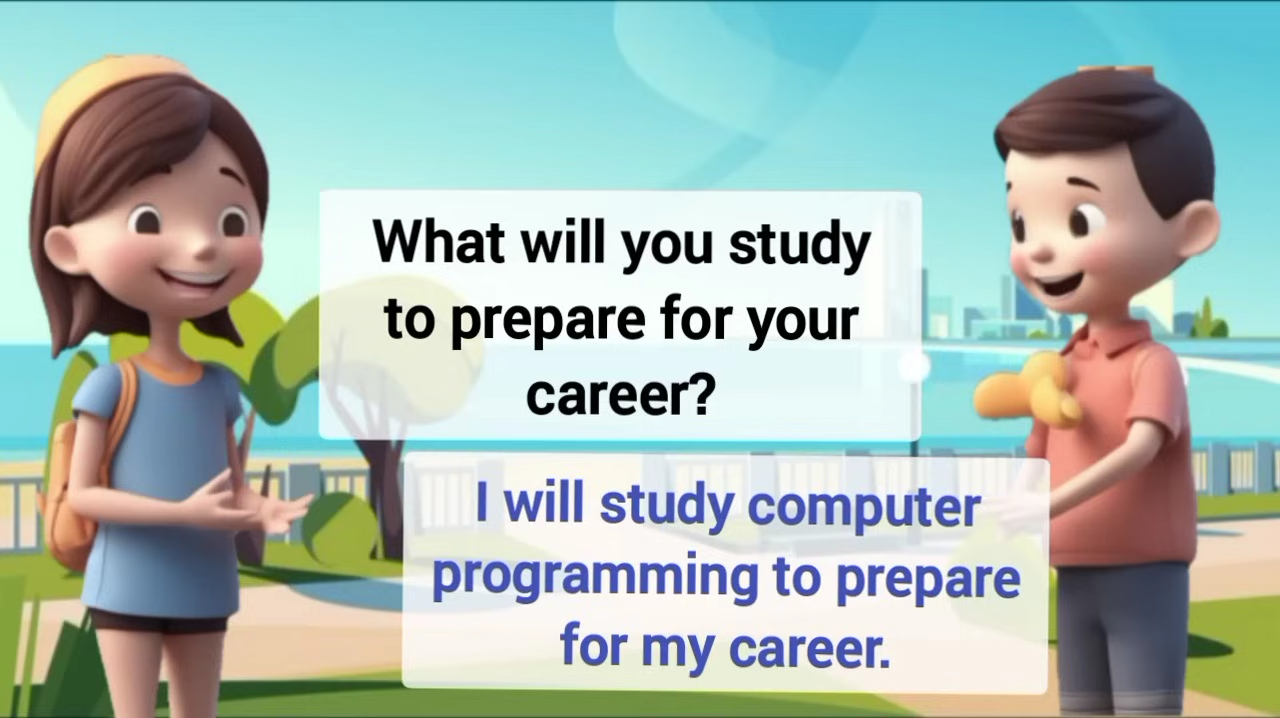 What will you study
to prepare for your
career?
I will study computer
programming to prepare
for my career.